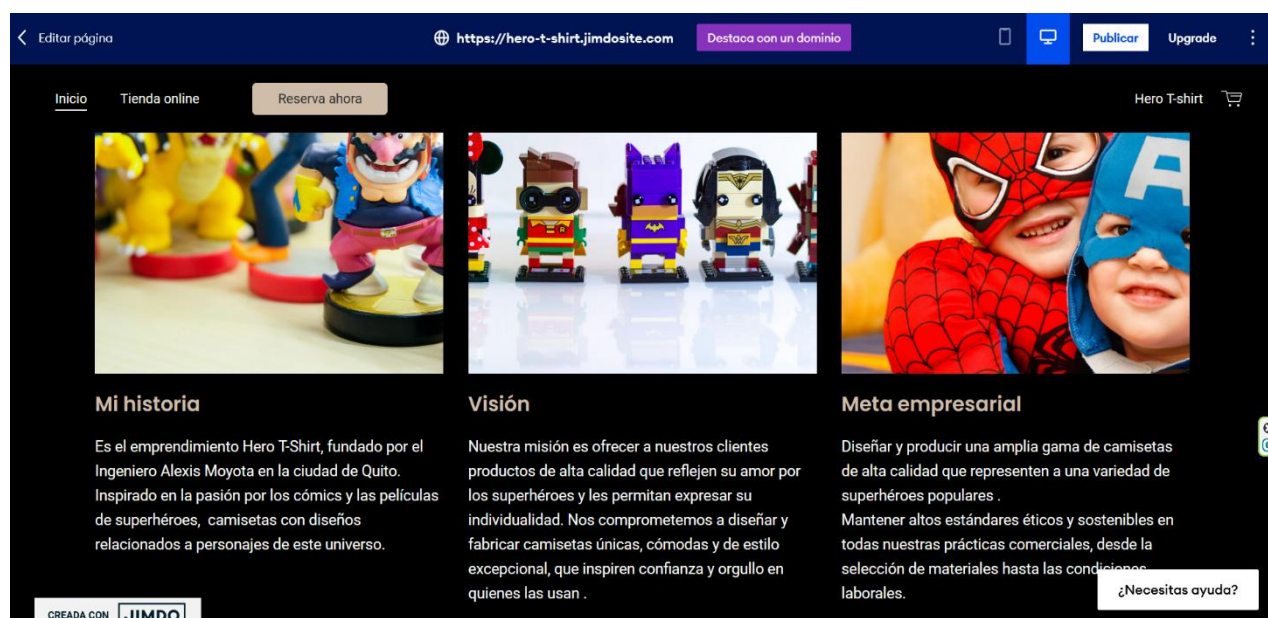 Editar página
https://hero-t-shirt.jimdosite.com
Destaca con un dominio
Publicar
Upgrade
Inicio
Tienda online
Reserva ahora
Hero T-shirt
Mi historia
Es el emprendimiento Hero T-Shirt, fundado por el
Ingeniero Alexis Moyota en la ciudad de Quito.
Inspirado en la pasión por los cómics y las películas
de superhéroes, camisetas con diseños
relacionados a personajes de este universo.
Visión
Nuestra misión es ofrecer a nuestros clientes
productos de alta calidad que reflejen su amor por
los superhéroes y les permitan expresar su
individualidad. Nos comprometemos a diseñar y
fabricar camisetas únicas, cómodas y de estilo
excepcional, que inspiren confianza y orgullo en
quienes las usan .
Meta empresarial
Diseñar y producir una amplia gama de camisetas
de alta calidad que representen a una variedad de
superhéroes populares .
Mantener altos estándares éticos y sostenibles en
todas nuestras prácticas comerciales, desde la
selección de materiales hasta las condiciones
laborales.
¿Necesitas ayuda?
CREADA CON JIMDO